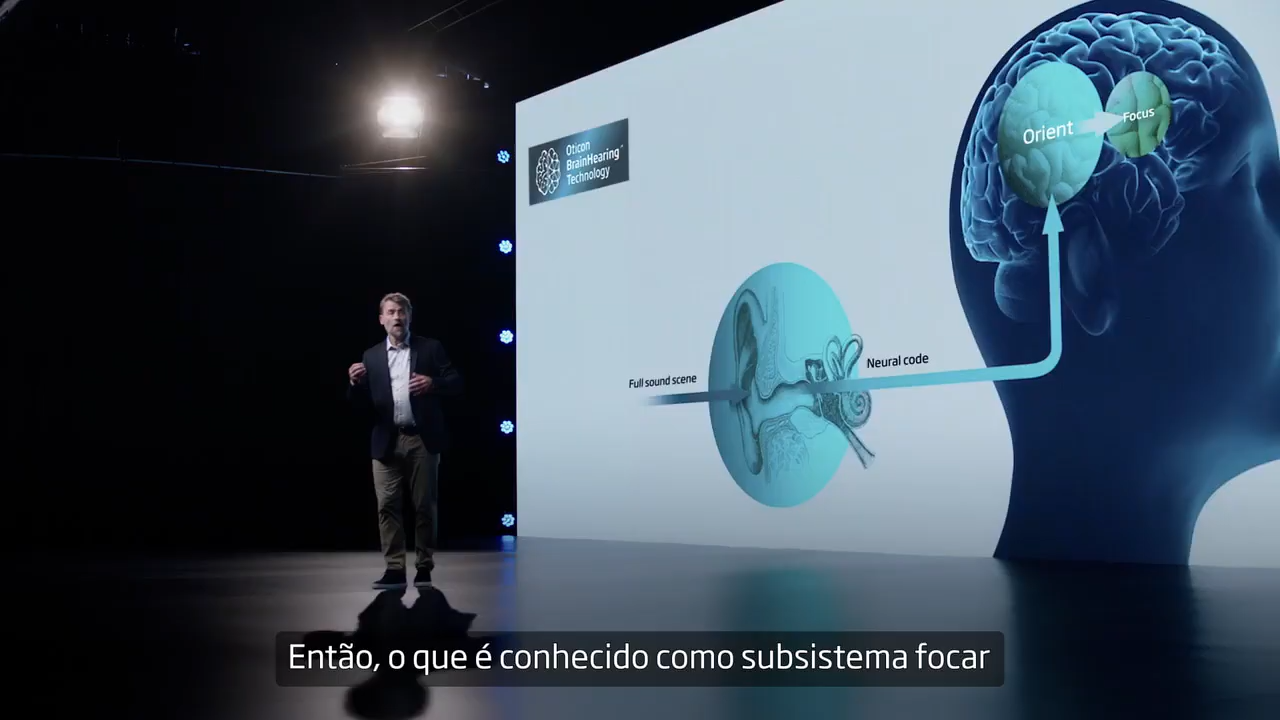 Oticon
BrainHearing™
Technology
Orient
Focus
Full sound scene
Neural code
Então, o que é conhecido como subsistema focar